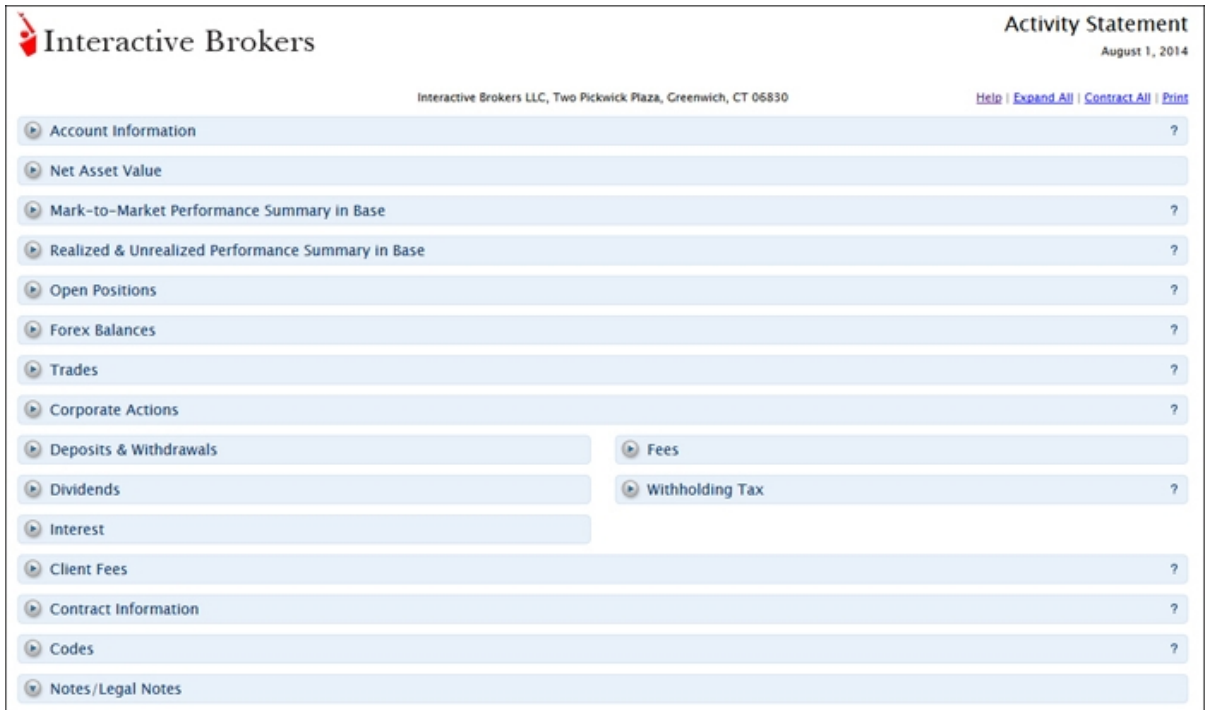 Interactive Brokers
Activity Statement
August 1, 2014
Interactive Brokers LLC, Two Pickwick Plaza, Greenwich, CT 06830
Help | Expand All | Contract All | Print
Account Information ?
Net Asset Value
Mark-to-Market Performance Summary in Base ?
Realized & Unrealized Performance Summary in Base ?
Open Positions ?
Forex Balances ?
Trades ?
Corporate Actions ?
Deposits & Withdrawals
Fees
Dividends
Withholding Tax ?
Interest
Client Fees ?
Contract Information ?
Codes ?
Notes/Legal Notes